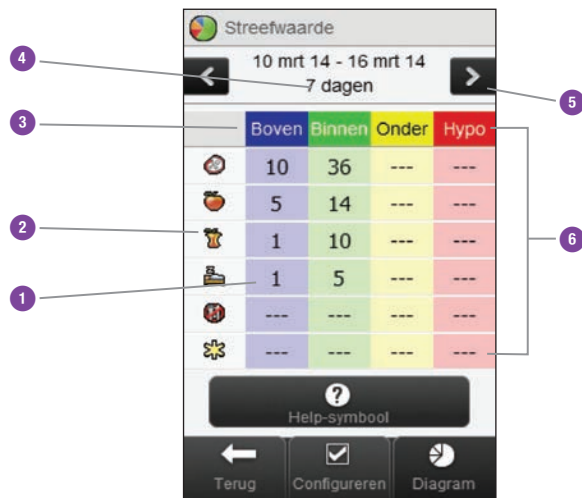 Streefwaarde
4
10 mrt 14 - 16 mrt 14
7 dagen
5
3
Boven Binnen Onder Hypo
10 36 --- ---
5 14 --- ---
2
1 10 --- ---
6
1
1 5 --- ---
--- --- --- ---
--- --- --- ---
?
Help-symbool
Terug Configureren Diagram